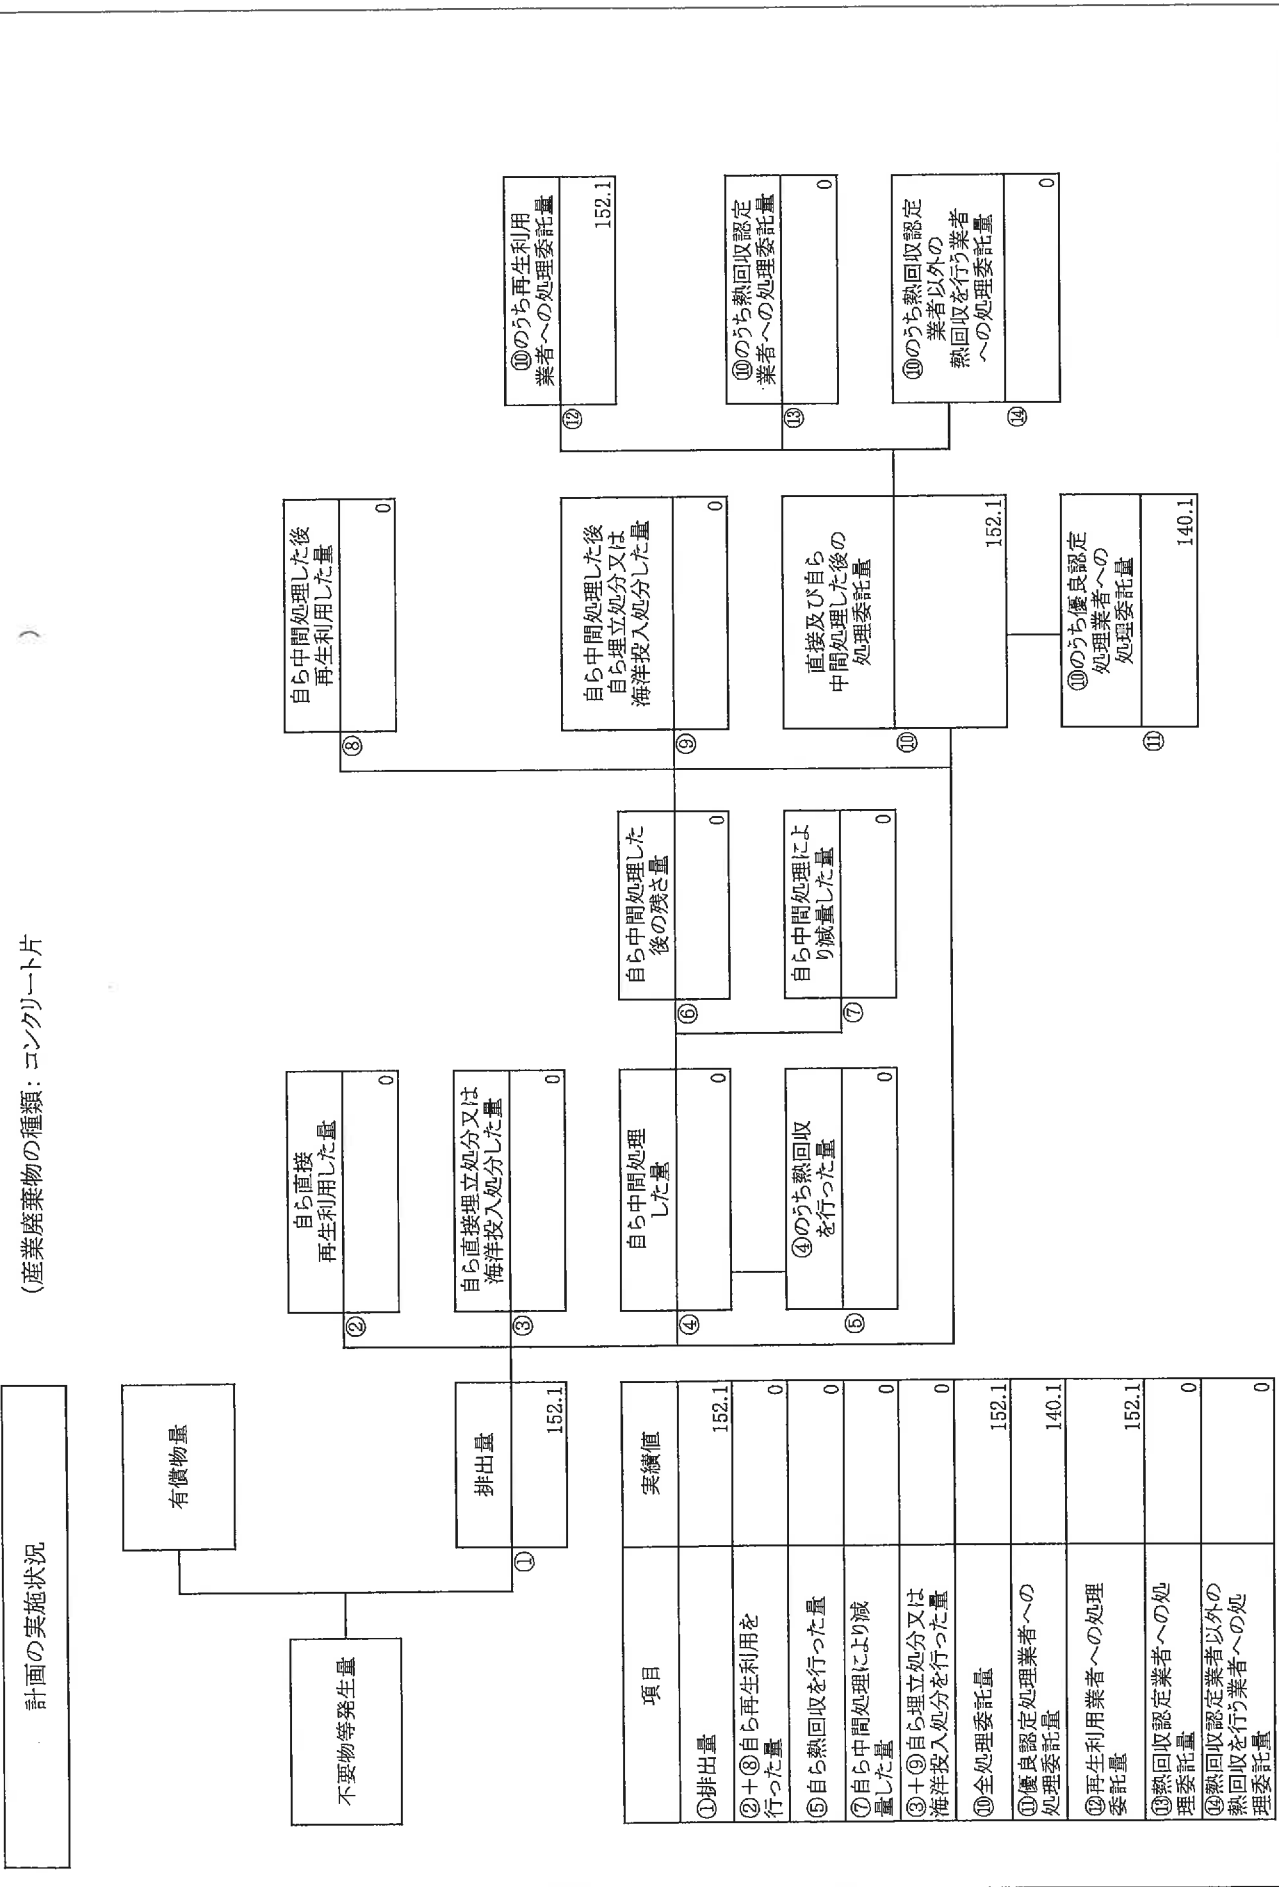 計画の実施状況
(産業廃棄物の種類：コンクリート片
)
不要物等発生量
有償物量
①
排出量
152.1
②
自ら直接
再生利用した量
0
③
自ら直接埋立処分又は
海洋投入処分した量
0
④
自ら中間処理
した量
0
⑤
④のうち熱回収
を行った量
0
⑥
自ら中間処理した
後の残さ量
0
⑦
自ら中間処理によ
り減量した量
0
⑧
自ら中間処理した後
再生利用した量
0
⑨
自ら中間処理した後
自ら埋立処分又は
海洋投入処分した量
0
⑩
直接及び自ら
中間処理した後の
処理委託量
152.1
⑪
⑩のうち優良認定
処理業者への
処理委託量
140.1
⑫
⑩のうち再生利用
業者への処理委託量
152.1
⑬
⑩のうち熱回収認定
業者への処理委託量
0
⑭
⑩のうち熱回収認定
業者以外の
熱回収を行う業者
への処理委託量
0
項目
実績値
①排出量
152.1
②＋⑧自ら再生利用を
行った量
0
⑤自ら熱回収を行った量
0
⑦自ら中間処理により減
量した量
0
③＋⑨自ら埋立処分又は
海洋投入処分を行った量
0
⑩全処理委託量
152.1
⑪優良認定処理業者への
処理委託量
140.1
⑫再生利用業者への処理
委託量
152.1
⑬熱回収認定業者への処
理委託量
0
⑭熱回収認定業者以外の
熱回収を行う業者への処
理委託量
0